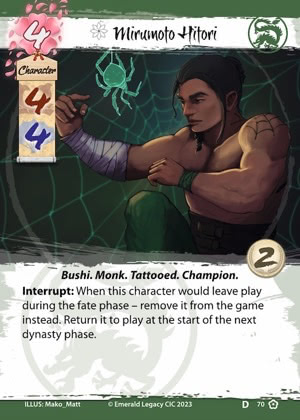 4
Mirumoto Hitori
Character
4
4
2
Bushi. Monk. Tattooed. Champion.
Interrupt: When this character would leave play
during the fate phase – remove it from the game
instead. Return it to play at the start of the next
dynasty phase.
ILLUS: Mako_Matt © Emerald Legacy CIC 2023 D 70